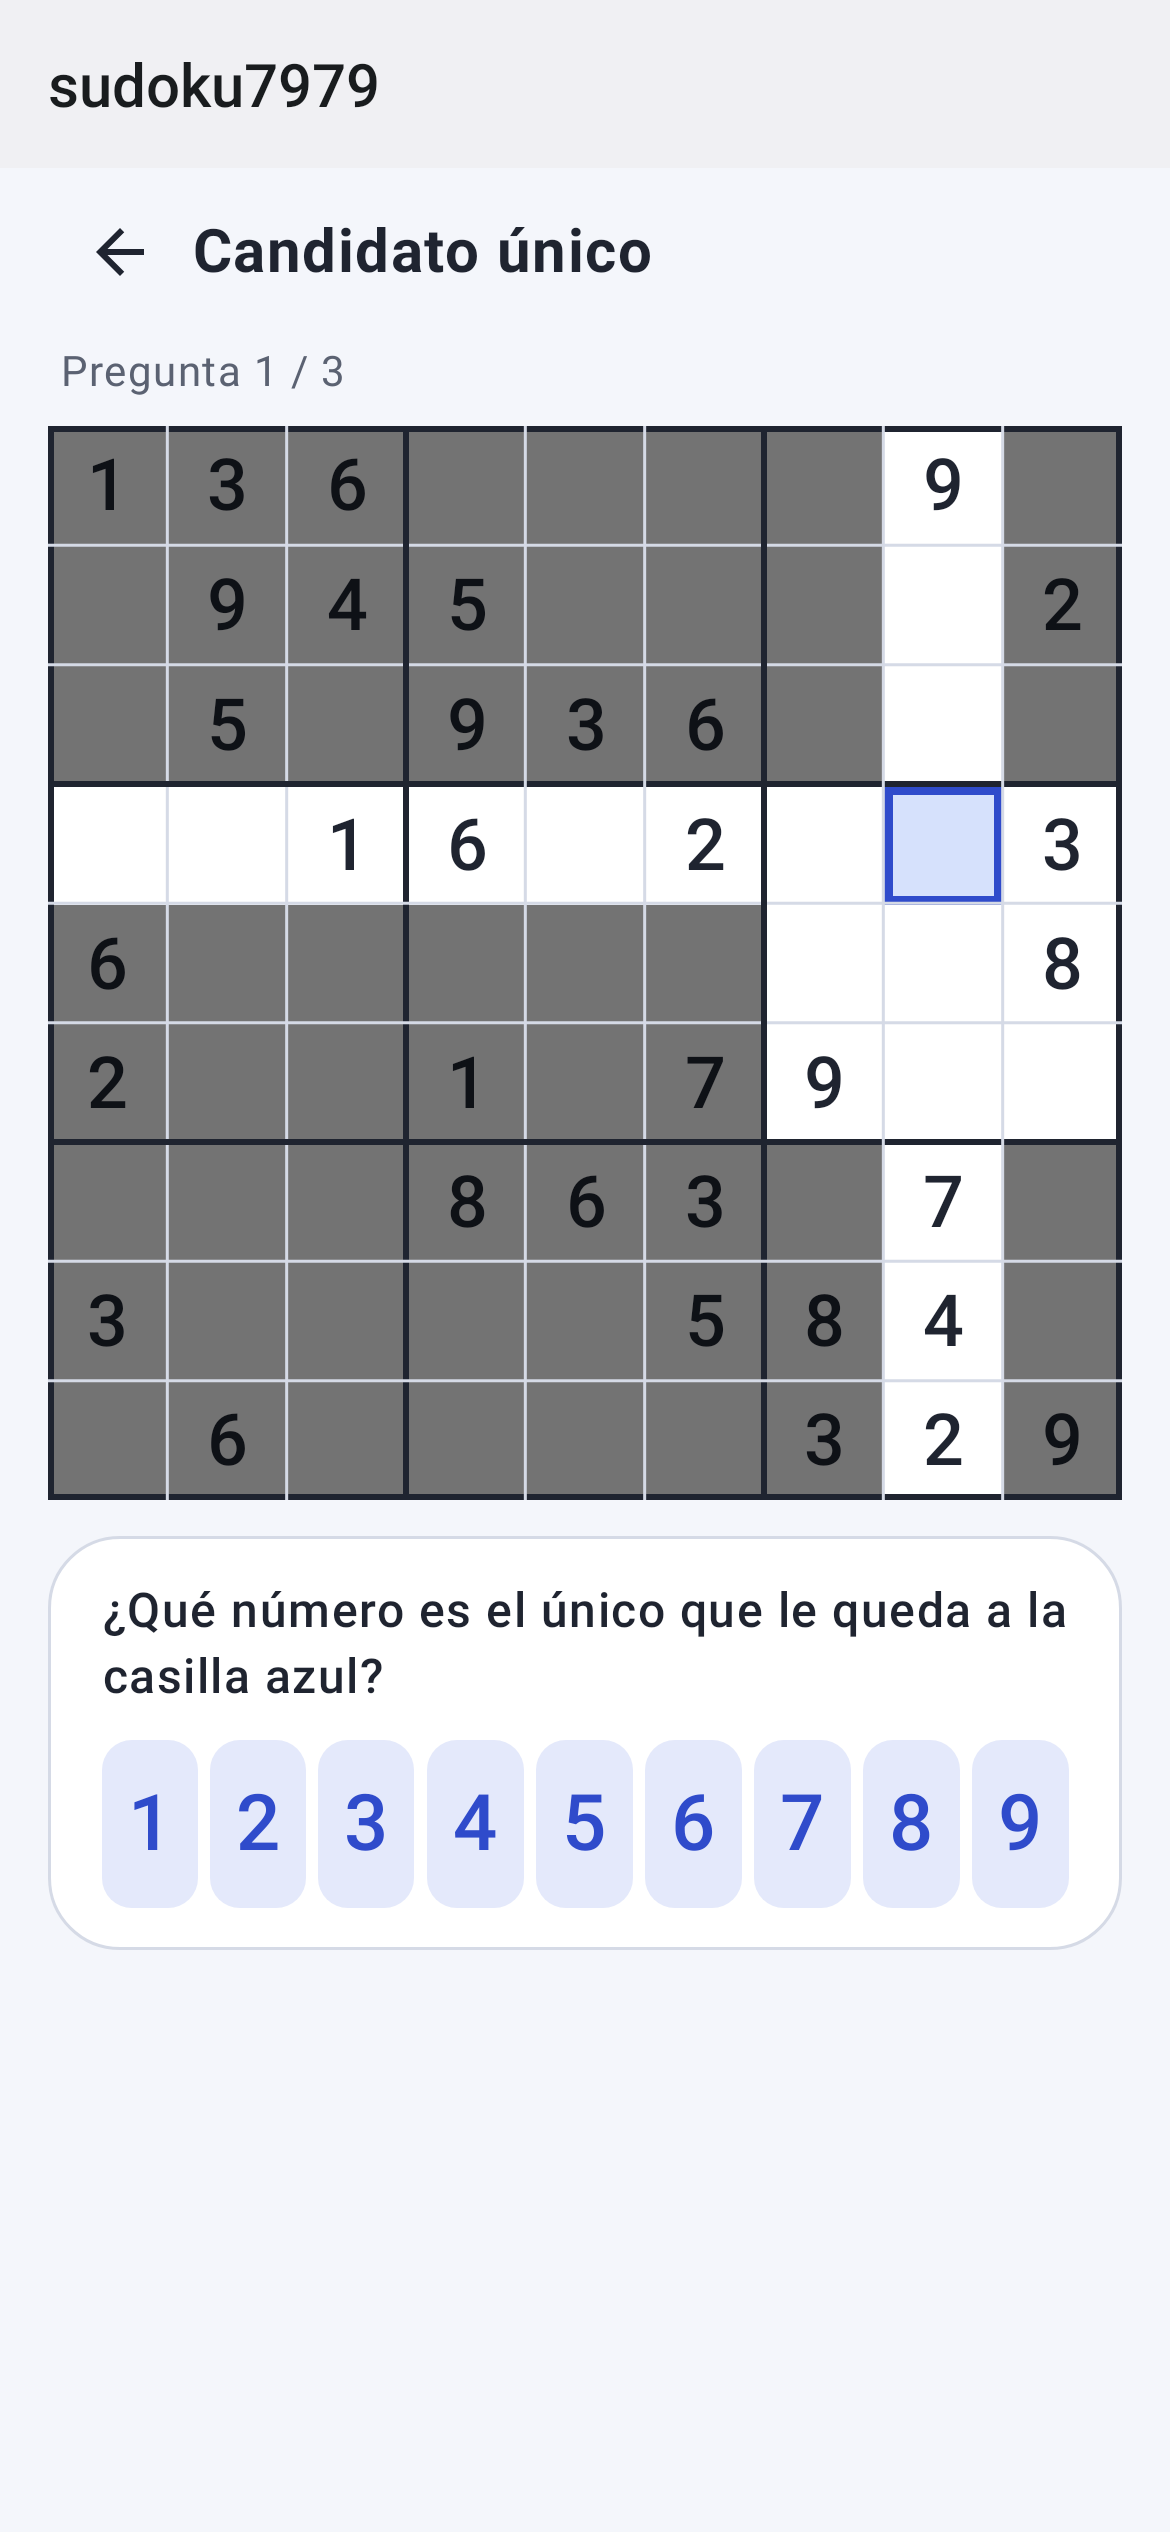 sudoku7979
Candidato único
Pregunta 1 / 3
1 3 6 9
9 4 5 2
5 9 3 6
1 6 2 3
6 8
2 1 7 9
8 6 3 7
3 5 8 4
6 3 2 9
¿Qué número es el único que le queda a la
casilla azul?
1 2 3 4 5 6 7 8 9